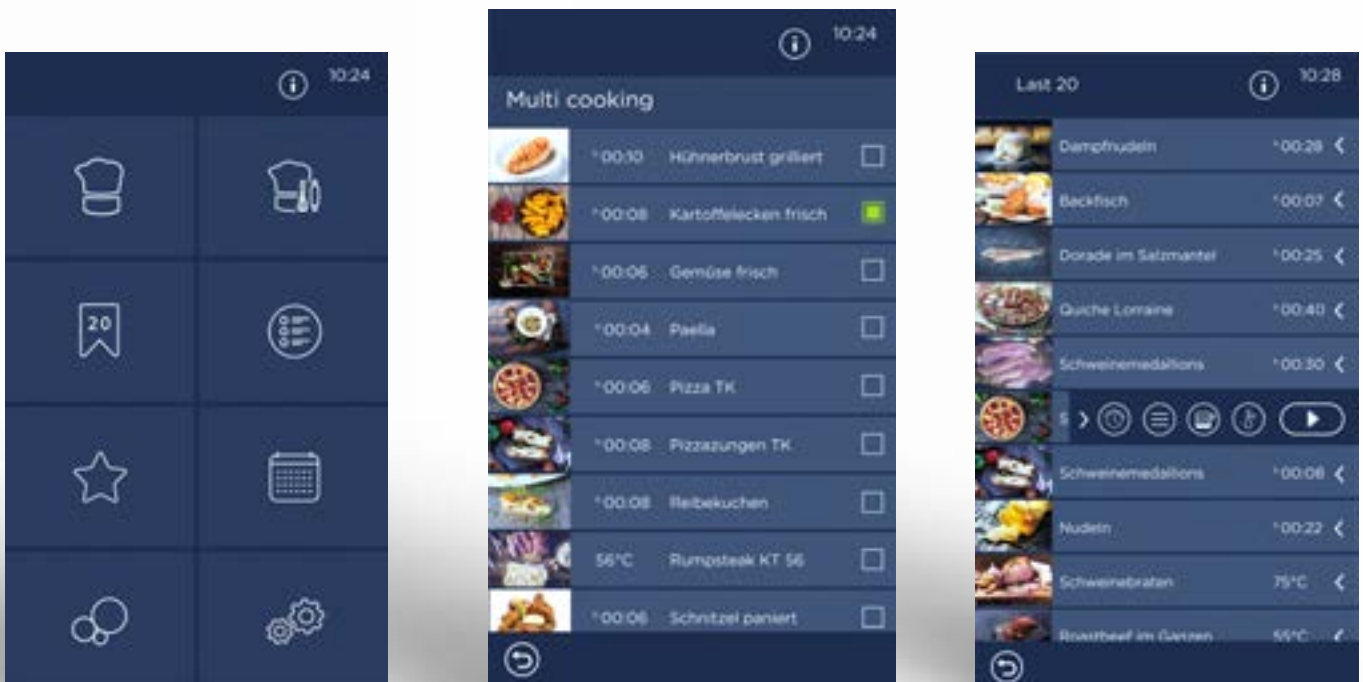 10:24
20
10:24
Multi cooking
h 00:10 Hühnerbrust grilliert
h 00:08 Kartoffelecken frisch
h 00:06 Gemüse frisch
h 00:04 Paella
h 00:06 Pizza TK
h 00:08 Pizzazungen TK
h 00:08 Reibekuchen
56°C Rumpsteak KT 56
h 00:06 Schnitzel paniert
Last 20
10:28
Dampfnudeln h 00:28
Backfisch h 00:07
Dorade im Salzmantel h 00:25
Quiche Lorraine h 00:40
Schweinemedallions h 00:30
S
Schweinemedallions h 00:08
Nudeln h 00:22
Schweinebraten 75°C
Roastbeef im Ganzen 55°C